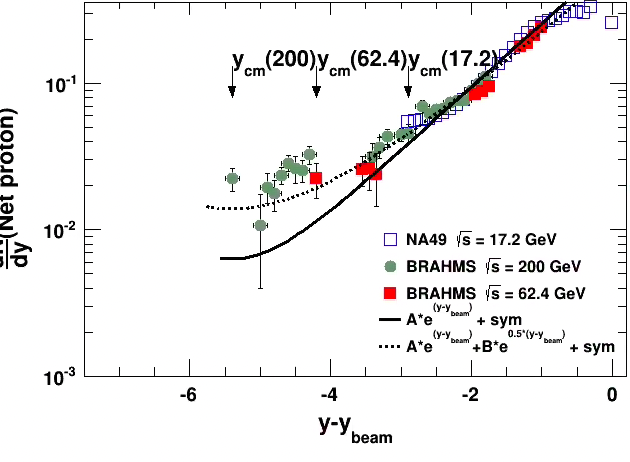 y_cm(200) y_cm(62.4) y_cm(17.2)
10^-1
10^-2
10^-3
dy (Net proton)
NA49 √s = 17.2 GeV
BRAHMS √s = 200 GeV
BRAHMS √s = 62.4 GeV
A*e^(y-y_beam) + sym
A*e^(y-y_beam)+B*e^0.5*(y-y_beam) + sym
-6 -4 -2 0
y-y_beam